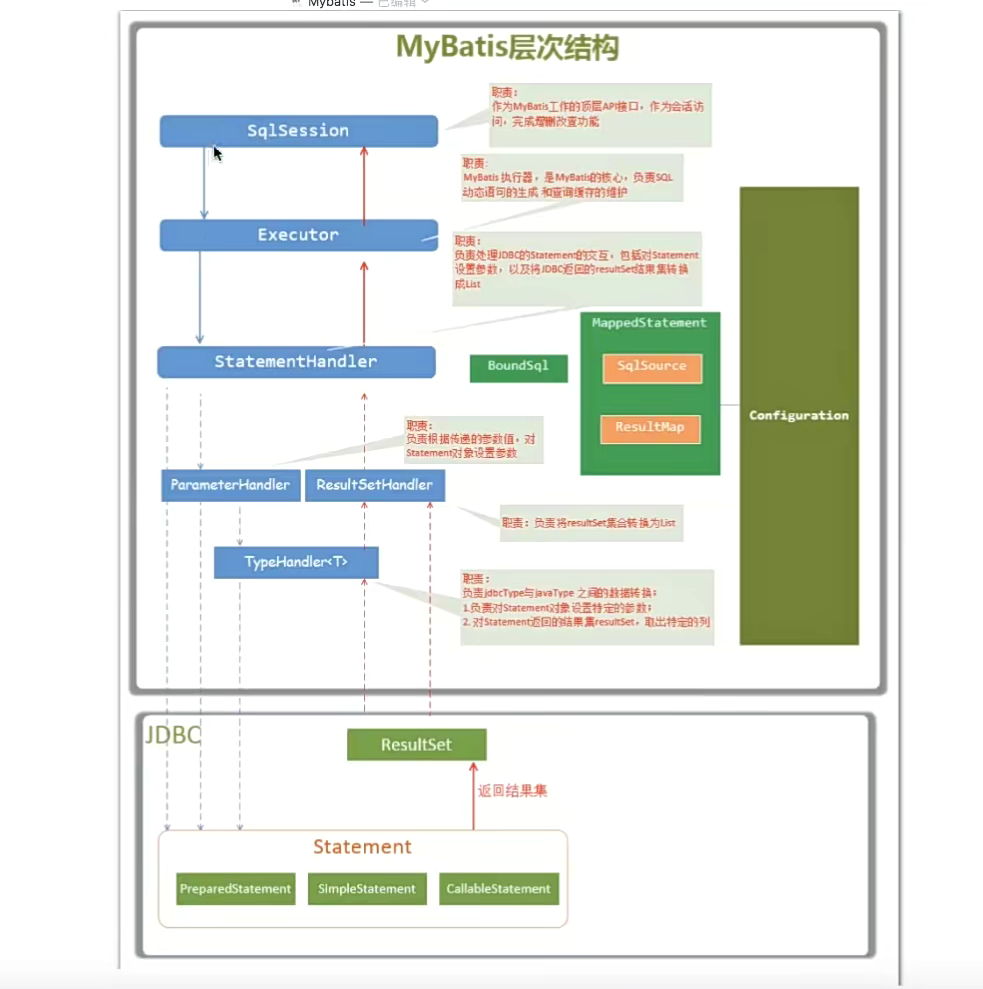 Mybatis — 已编辑
MyBatis层次结构
职责:
作为MyBatis工作的顶层API接口，作为会话访
问，完成增删改查功能
SqlSession
职责:
MyBatis 执行器，是MyBatis的核心，负责SQL
动态语句的生成 和查询缓存的维护
Executor
职责:
负责处理JDBC的Statement的交互，包括对Statement
设置参数，以及将JDBC返回的resultSet结果集转换
成List
MappedStatement
StatementHandler
BoundSql
SqlSource
Configuration
ResultMap
职责:
负责根据传递的参数值，对
Statement对象设置参数
ParameterHandler
ResultSetHandler
职责：负责将resultSet集合转换为List
TypeHandler<T>
职责：
负责jdbcType与javaType 之间的数据转换：
1.负责对Statement对象设置特定的参数；
2. 对Statement返回的结果集resultSet，取出特定的列
JDBC
ResultSet
返回结果集
Statement
PreparedStatement
SimpleStatement
CallableStatement